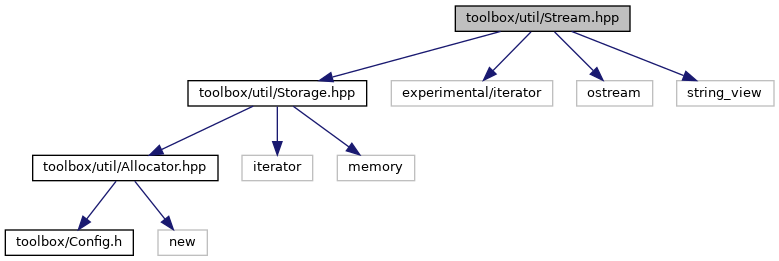 toolbox/util/Stream.hpp
toolbox/util/Storage.hpp
experimental/iterator
ostream
string_view
toolbox/util/Allocator.hpp
iterator
memory
toolbox/Config.h
new